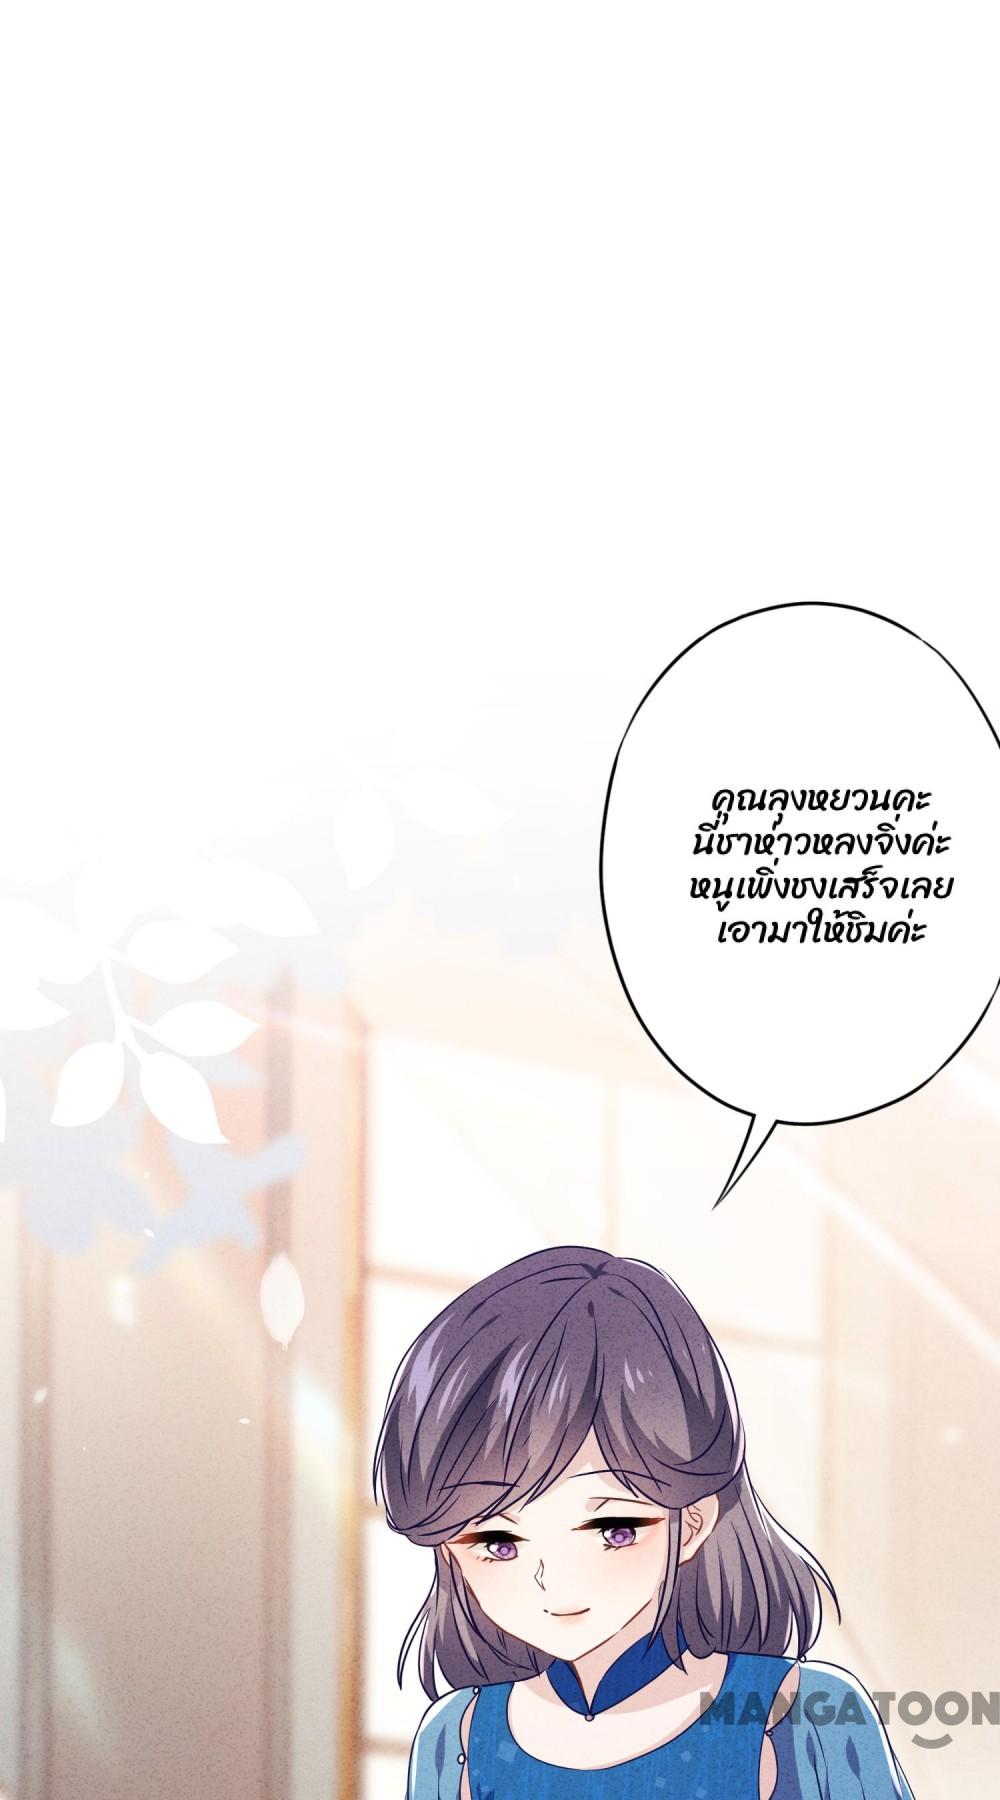 คุณลุงหยวนคะ
นี่ชาห่าวหลงจิ่งค่ะ
หนูเพิ่งชงเสร็จเลย
เอามาให้ชิมค่ะ
MANGATOON